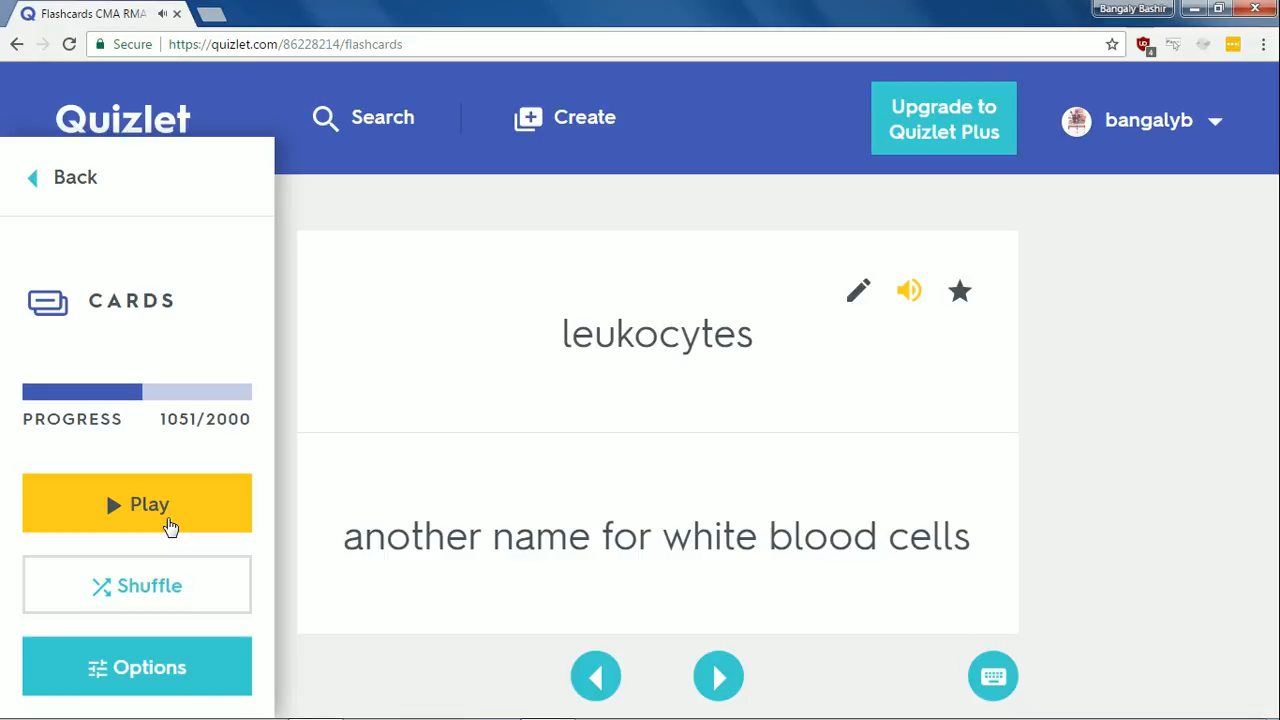 Flashcards CMA RMA
Bangaly Bashir
Secure
https://quizlet.com/86228214/flashcards
4
Quizlet
Search
Create
Upgrade to
Quizlet Plus
bangalyb
Back
CARDS
PROGRESS 1051/2000
Play
Shuffle
Options
leukocytes
another name for white blood cells